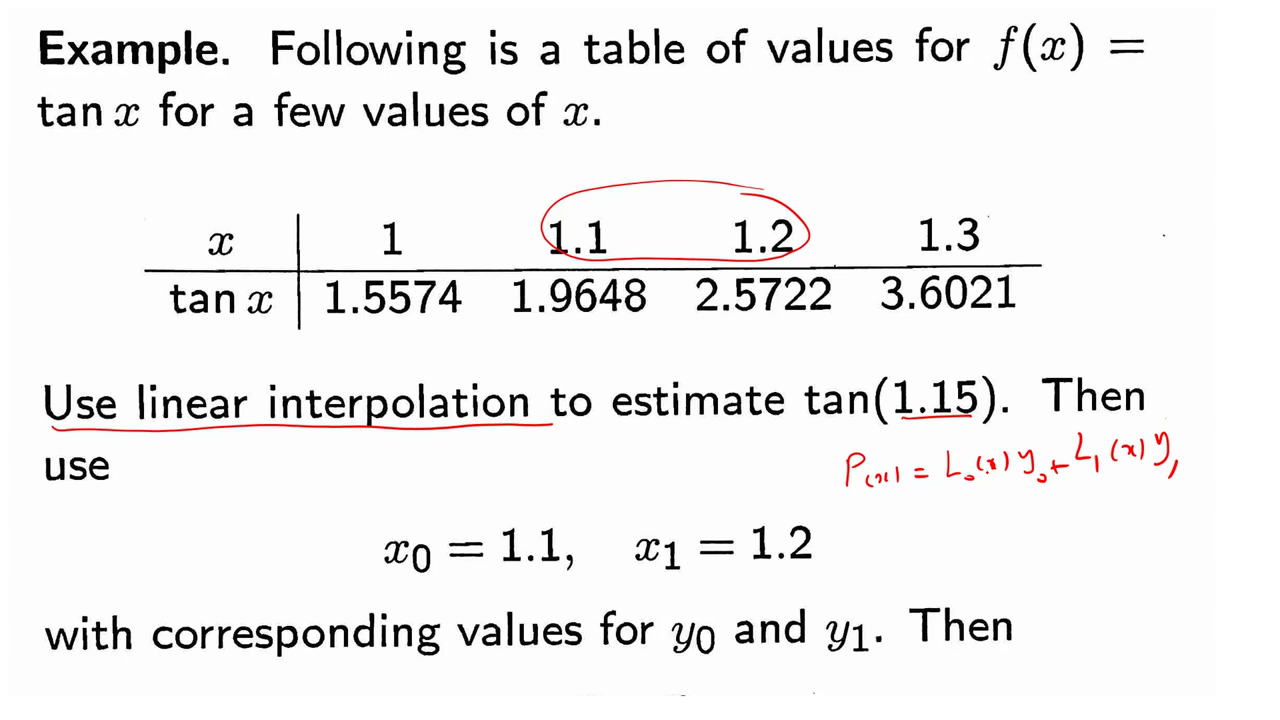 Example. Following is a table of values for f(x) =
tan x for a few values of x.
x | 1 1.1 1.2 1.3
tan x | 1.5574 1.9648 2.5722 3.6021
Use linear interpolation to estimate tan(1.15). Then
use
P(x) = L₀(x) y₀ + L₁(x) y₁
x₀ = 1.1, x₁ = 1.2
with corresponding values for y₀ and y₁. Then